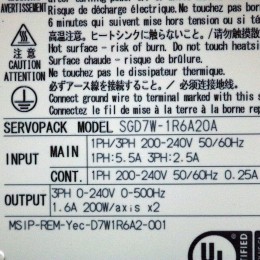 AVERTISSEMENT
Risque de décharge électrique. Ne touchez
6 minutes qui suivent mise hors tension ou si té
高温注意。ヒートシンクに触らないこと。请勿触摸散
Hot surface - risk of burn. Do not touch heatsi
Surface chaude - risque de brûlure.
Ne touchez pas le dissipateur thermique.
注意
CAUTION
ATTENTION
必ずアース線を接続すること。/必须连接地线。
Connect ground wire to terminal marked with
Connectez le fil de mise à la terre à la borne rep
SERVOPACK MODEL SGD7W-1R6A20A
INPUT MAIN 1PH/3PH 200-240V 50/60Hz
1PH:5.5A 3PH:2.5A
CONT. 1PH 200-240V 50/60Hz 0.25A
OUTPUT 3PH 0-240V 0-500Hz
1.6A 200W/axis x2
MSIP-REM-Yec-D7W1R6A2-001
UL